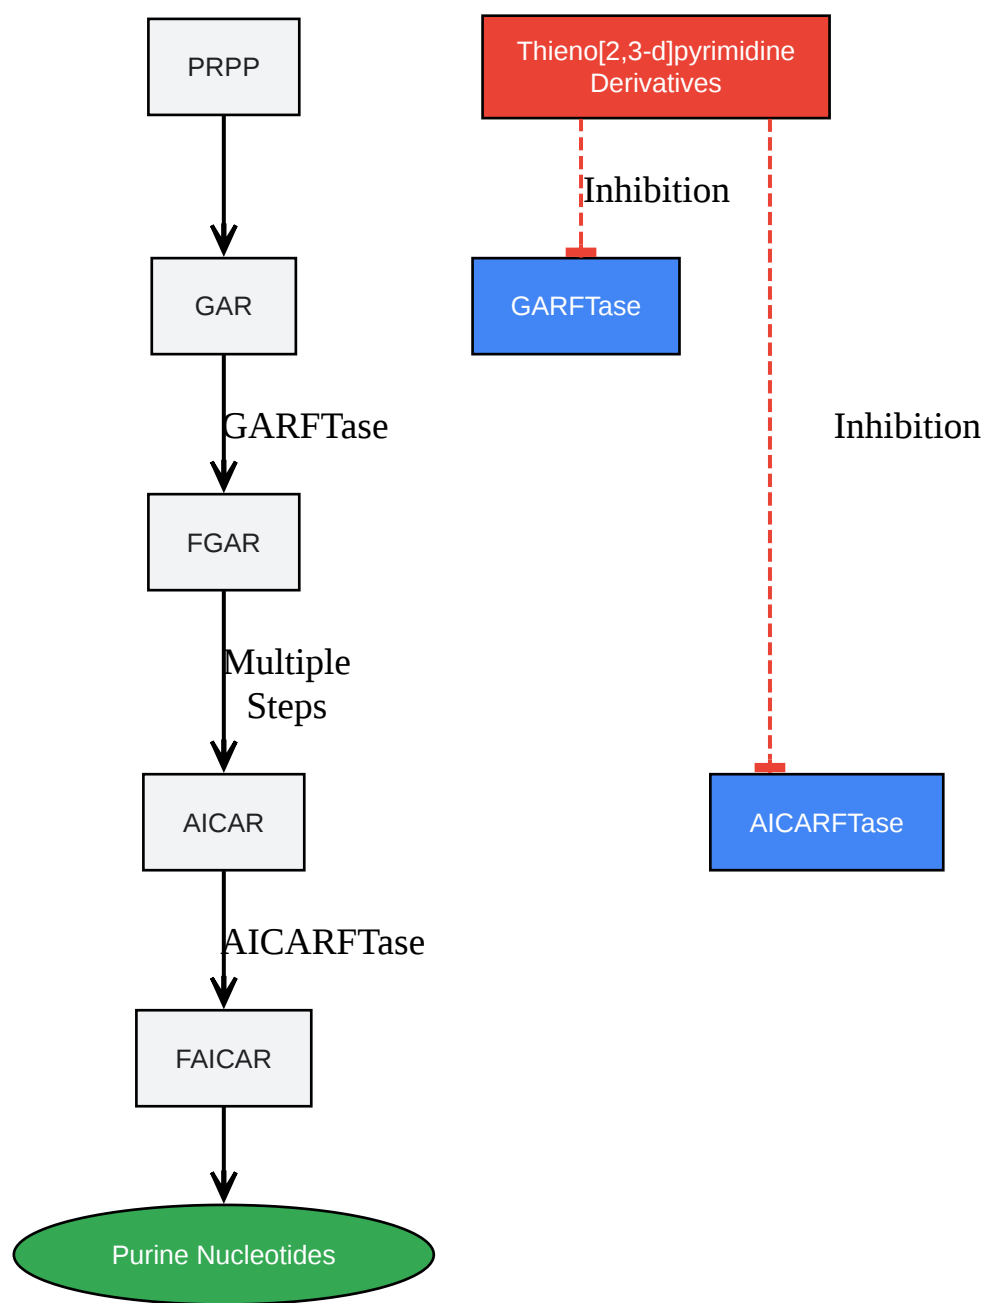 PRPP
Thieno[2,3-d]pyrimidine
Derivatives
Inhibition
GAR
GARFTase
GARFTase
Inhibition
FGAR
Multiple
Steps
AICAR
AICARFTase
AICARFTase
FAICAR
Purine Nucleotides